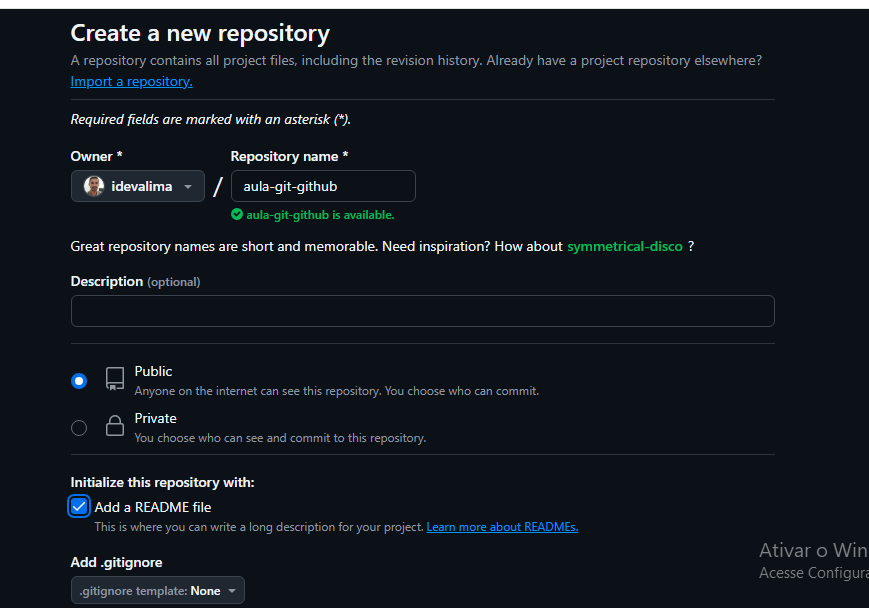 Create a new repository
A repository contains all project files, including the revision history. Already have a project repository elsewhere?
Import a repository.
Required fields are marked with an asterisk (*).
Owner * Repository name *
idevalima / aula-git-github
aula-git-github is available.
Great repository names are short and memorable. Need inspiration? How about symmetrical-disco ?
Description (optional)
Public
Anyone on the internet can see this repository. You choose who can commit.
Private
You choose who can see and commit to this repository.
Initialize this repository with:
Add a README file
This is where you can write a long description for your project. Learn more about READMEs.
Ativar o Win
Add .gitignore
Acesse Configura
.gitignore template: None